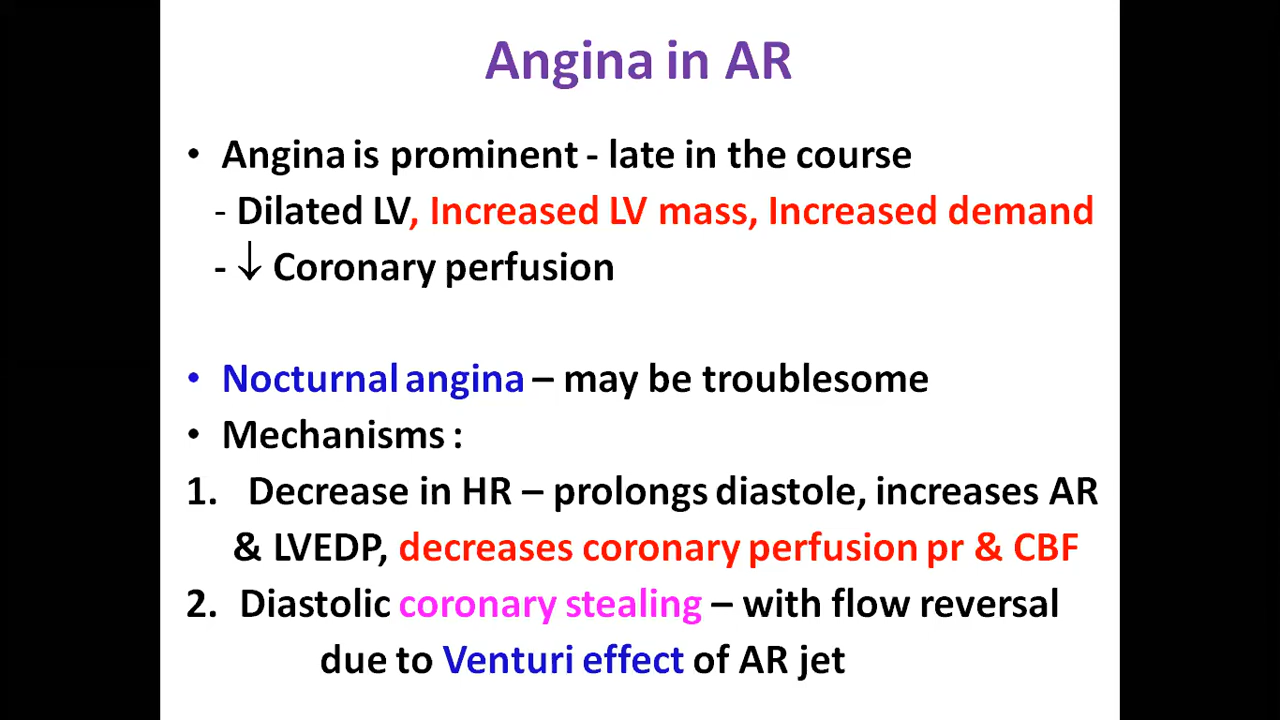 Angina in AR
• Angina is prominent - late in the course
- Dilated LV, Increased LV mass, Increased demand
- ↓ Coronary perfusion
• Nocturnal angina – may be troublesome
• Mechanisms :
1. Decrease in HR – prolongs diastole, increases AR
& LVEDP, decreases coronary perfusion pr & CBF
2. Diastolic coronary stealing – with flow reversal
due to Venturi effect of AR jet